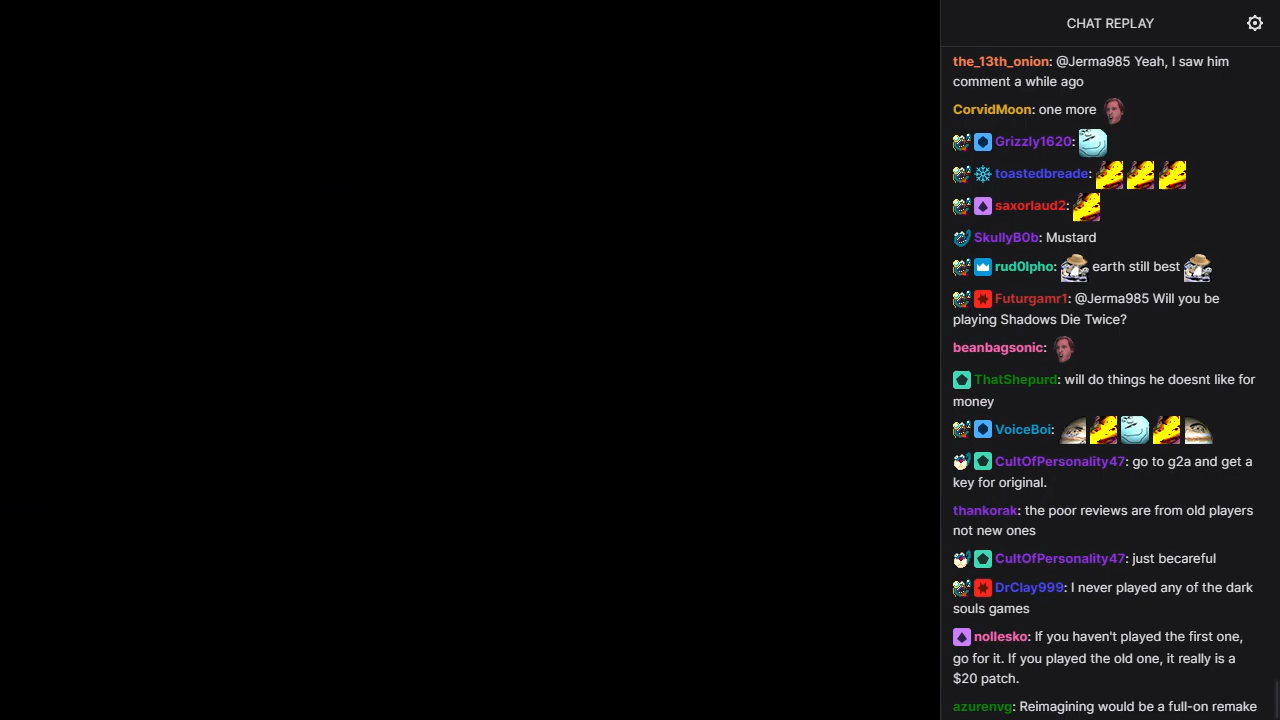 CHAT REPLAY
the_13th_onion: @Jerma985 Yeah, I saw him
comment a while ago
CorvidMoon: one more
Grizzly1620:
toastedbreade:
saxorlaud2:
SkullyB0b: Mustard
rud0lpho: earth still best
Futurgamr1: @Jerma985 Will you be
playing Shadows Die Twice?
beanbagsonic:
ThatShepurd: will do things he doesnt like for
money
VoiceBoi:
CultOfPersonality47: go to g2a and get a
key for original.
thankorak: the poor reviews are from old players
not new ones
CultOfPersonality47: just becareful
DrClay999: I never played any of the dark
souls games
nollesko: If you haven't played the first one,
go for it. If you played the old one, it really is a
$20 patch.
azurenvg: Reimagining would be a full-on remake